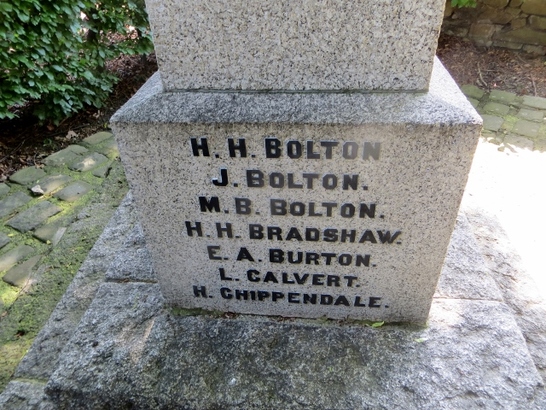 H. H. BOLTON
J. BOLTON.
M. B. BOLTON.
H. H. BRADSHAW.
E. A. BURTON.
L. CALVERT.
H. CHIPPENDALE.